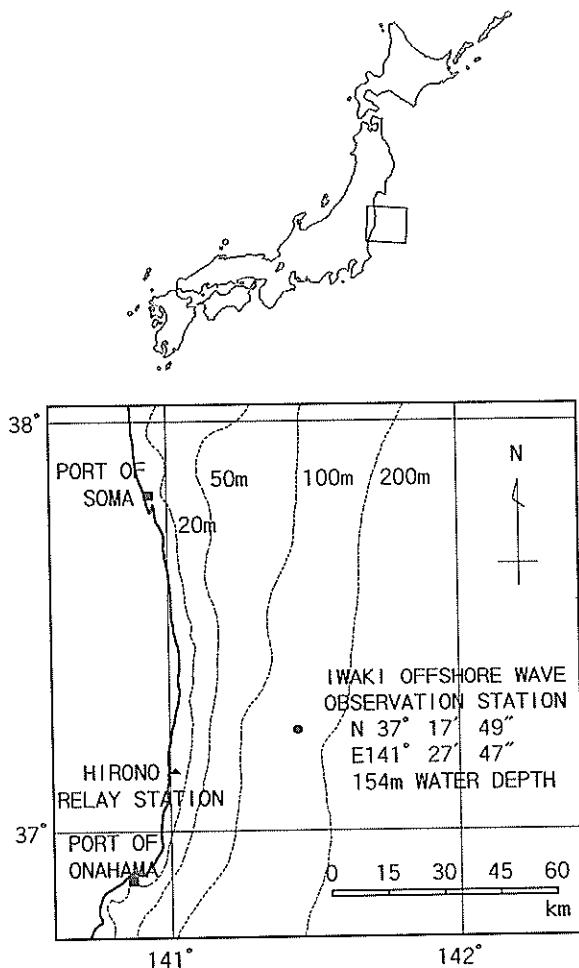 38°
PORT OF
SOMA
20m
50m
100m
200m
N
IWAKI OFFSHORE WAVE
OBSERVATION STATION
N 37° 17′ 49″
E141° 27′ 47″
154m WATER DEPTH
HIRONO
RELAY STATION
37°
PORT OF
ONAHAMA
0 15 30 45 60
km
141° 142°